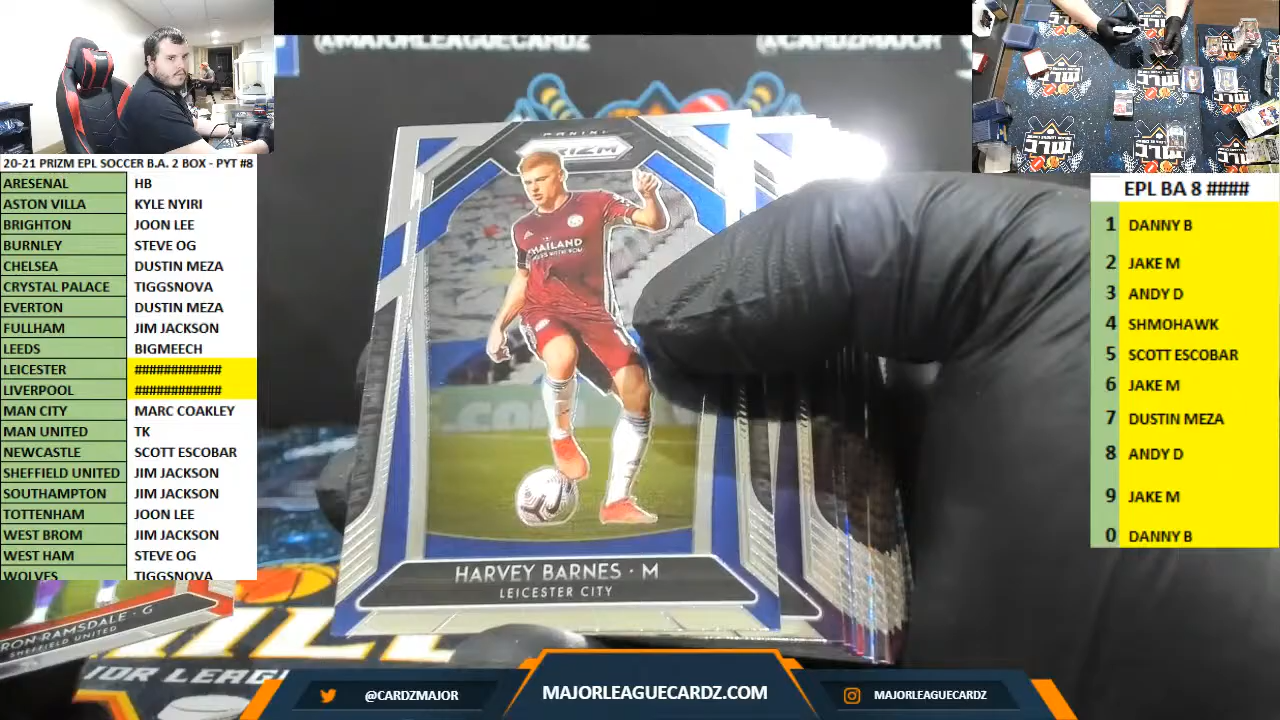 @MAJORLEAGUECARDZ
@CARDZMAJOR
20-21 PRIZM EPL SOCCER B.A. 2 BOX - PYT #8
ARESENAL HB
ASTON VILLA KYLE NYIRI
BRIGHTON JOON LEE
BURNLEY STEVE OG
CHELSEA DUSTIN MEZA
CRYSTAL PALACE TIGGSNOVA
EVERTON DUSTIN MEZA
FULLHAM JIM JACKSON
LEEDS BIGMEECH
LEICESTER ############
LIVERPOOL ############
MAN CITY MARC COAKLEY
MAN UNITED TK
NEWCASTLE SCOTT ESCOBAR
SHEFFIELD UNITED JIM JACKSON
SOUTHAMPTON JIM JACKSON
TOTTENHAM JOON LEE
WEST BROM JIM JACKSON
WEST HAM STEVE OG
WOLVES TIGGSNOVA
PANINI
PRIZM
THAILAND
HARVEY BARNES · M
LEICESTER CITY
EPL BA 8 ####
1 DANNY B
2 JAKE M
3 ANDY D
4 SHMOHAWK
5 SCOTT ESCOBAR
6 JAKE M
7 DUSTIN MEZA
8 ANDY D
9 JAKE M
0 DANNY B
RON RAMSDALE · G
SHEFFIELD UNITED
@CARDZMAJOR
MAJORLEAGUECARDZ.COM
MAJORLEAGUECARDZ